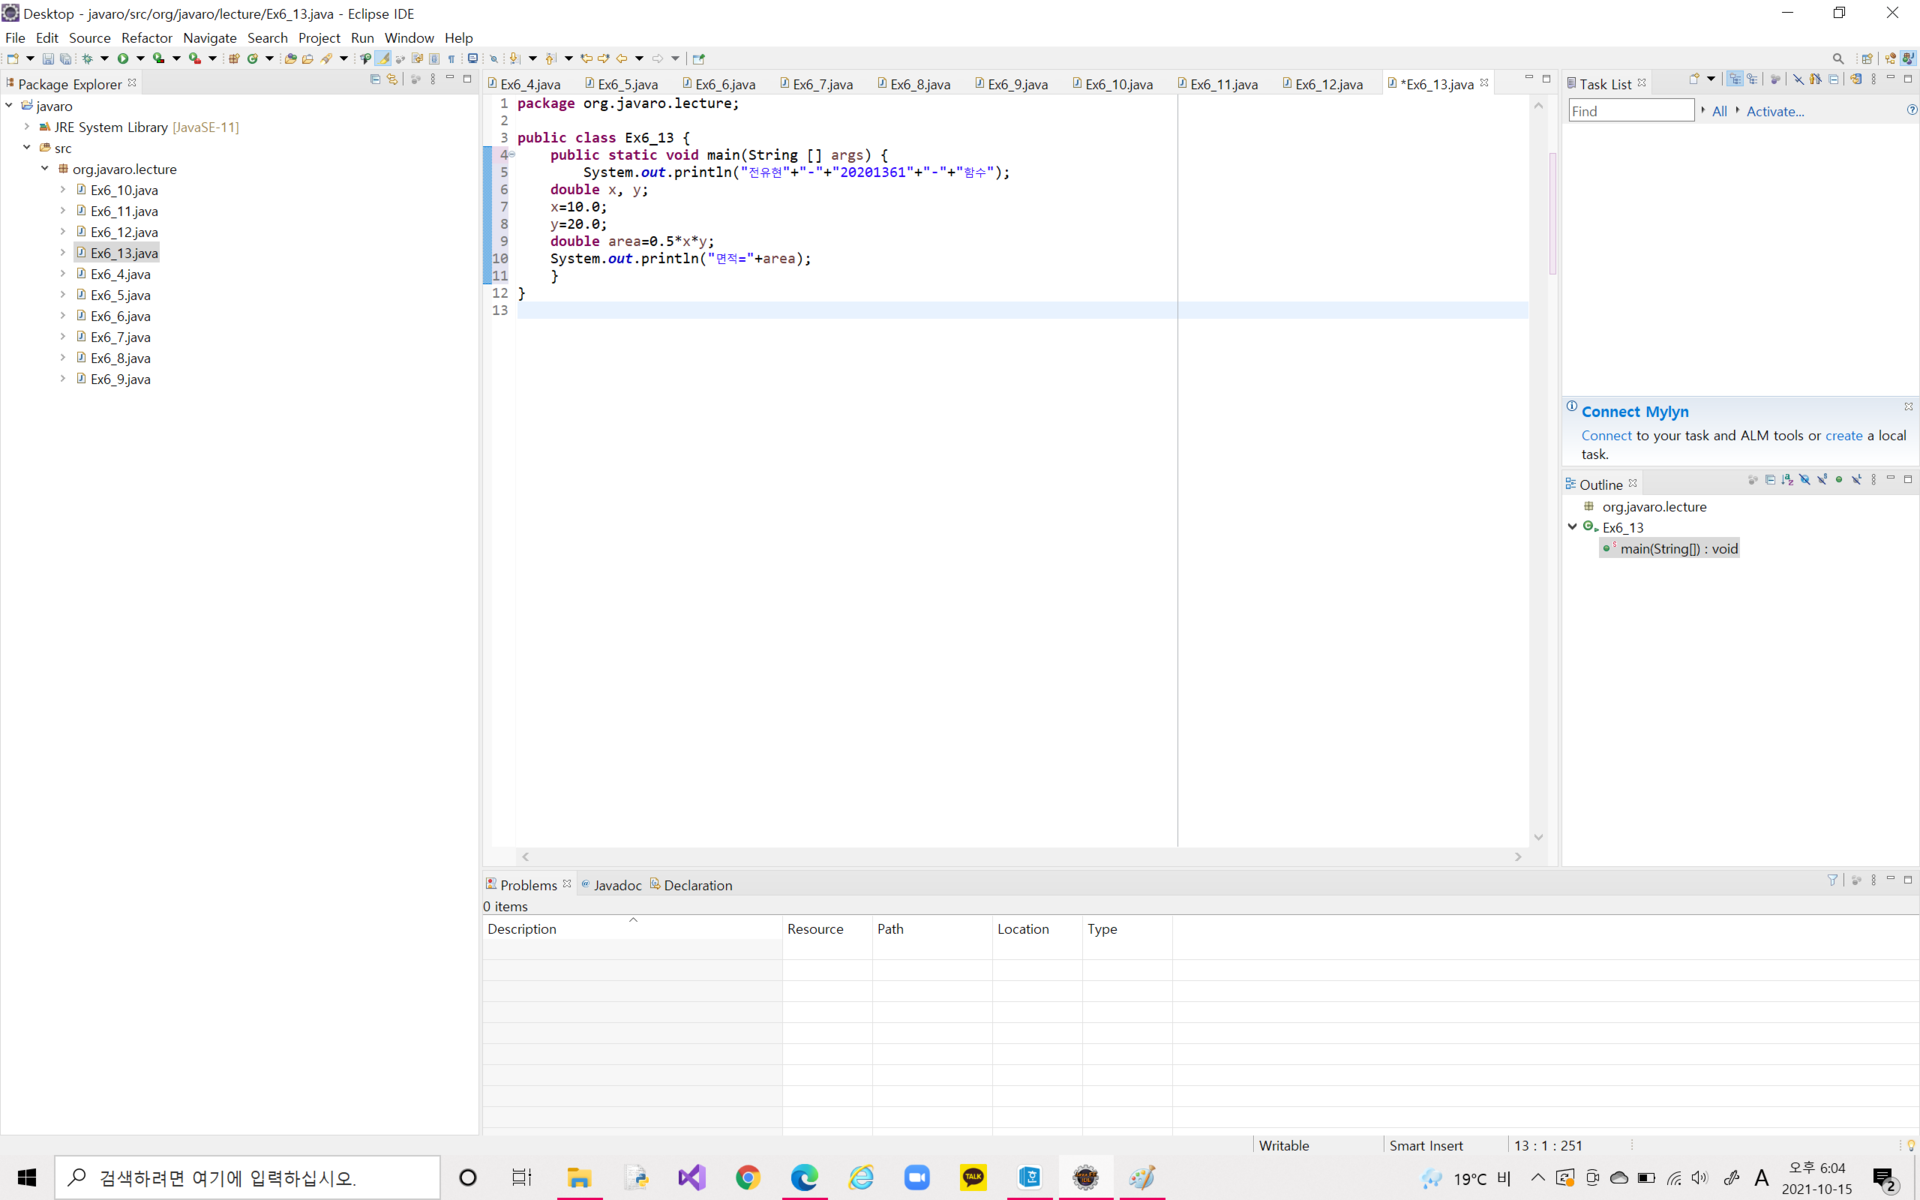 Desktop - javaro/src/org/javaro/lecture/Ex6_13.java - Eclipse IDE
File Edit Source Refactor Navigate Search Project Run Window Help
Package Explorer
javaro
JRE System Library [JavaSE-11]
src
org.javaro.lecture
Ex6_10.java
Ex6_11.java
Ex6_12.java
Ex6_13.java
Ex6_4.java
Ex6_5.java
Ex6_6.java
Ex6_7.java
Ex6_8.java
Ex6_9.java
Ex6_4.java Ex6_5.java Ex6_6.java Ex6_7.java Ex6_8.java Ex6_9.java Ex6_10.java Ex6_11.java Ex6_12.java *Ex6_13.java
1 package org.javaro.lecture;
2
3 public class Ex6_13 {
4 public static void main(String [] args) {
5 System.out.println("전유현"+"-"+"20201361"+"-"+"함수");
6 double x, y;
7 x=10.0;
8 y=20.0;
9 double area=0.5*x*y;
10 System.out.println("면적="+area);
11 }
12 }
13
Task List
Find All Activate...
Connect Mylyn
Connect to your task and ALM tools or create a local
task.
Outline
org.javaro.lecture
Ex6_13
main(String[]) : void
Problems Javadoc Declaration
0 items
Description Resource Path Location Type
Writable Smart Insert 13 : 1 : 251
검색하려면 여기에 입력하십시오.
TALK
19°C 비
A
오후 6:04
2021-10-15
2